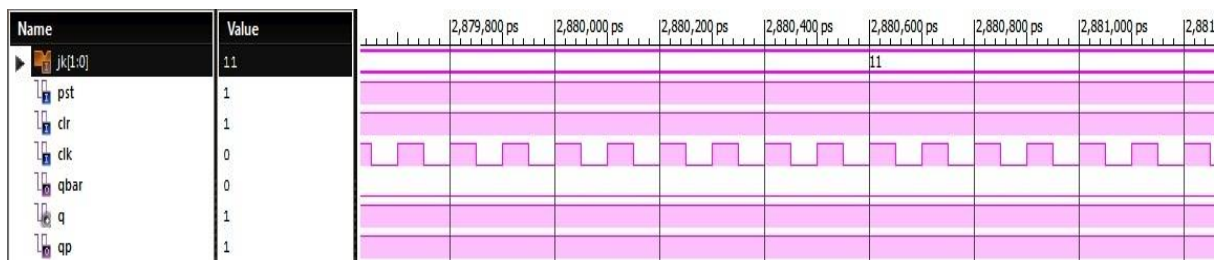 Name Value 2,879,800 ps 2,880,000 ps 2,880,200 ps 2,880,400 ps 2,880,600 ps 2,880,800 ps 2,881,000 ps 2,881
jk[1:0] 11 11
pst 1
clr 1
clk 0
qbar 0
q 1
qp 1